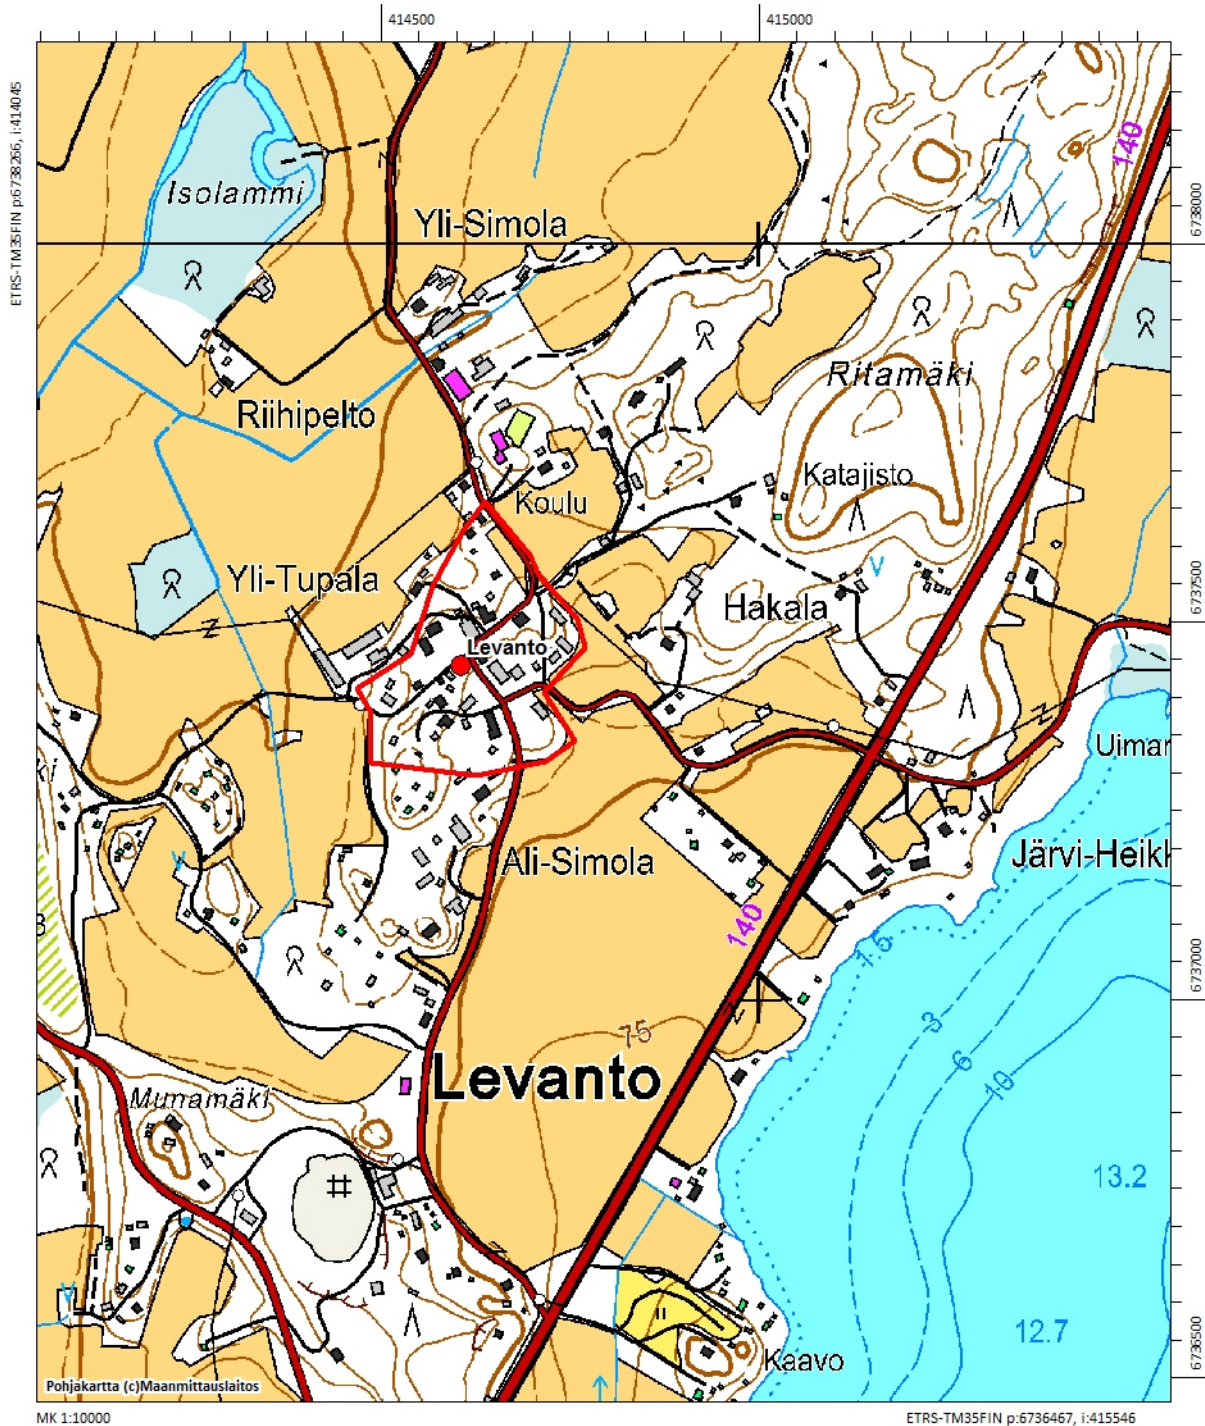 414500
415000
ETRS-TM35FIN p:6738266, i:414045
140
Isolammi
Yli-Simola
6738000
Ritamäki
Riihipelto
Katajisto
Koulu
Yli-Tupala
Hakala
6737500
Z
Levanto
Z
Uimar
ki
Järvi-Heikk
Ali-Simola
140
1.5
3
6
10
Z
75
6737000
Levanto
Munamäki
13.2
Z
12.7
Kaavo
6736500
Pohjakartta (c)Maanmittauslaitos
MK 1:10000
ETRS-TM35FIN p:6736467, i:415546